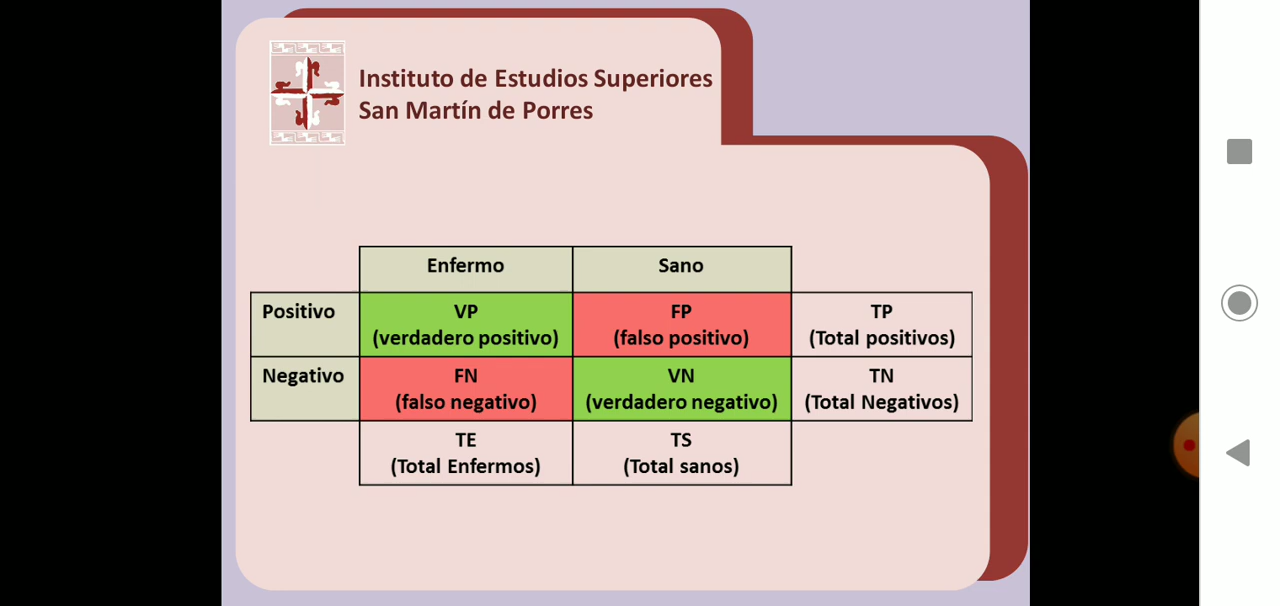 Instituto de Estudios Superiores
San Martín de Porres
Enfermo
Sano
Positivo
VP
(verdadero positivo)
FP
(falso positivo)
TP
(Total positivos)
Negativo
FN
(falso negativo)
VN
(verdadero negativo)
TN
(Total Negativos)
TE
(Total Enfermos)
TS
(Total sanos)